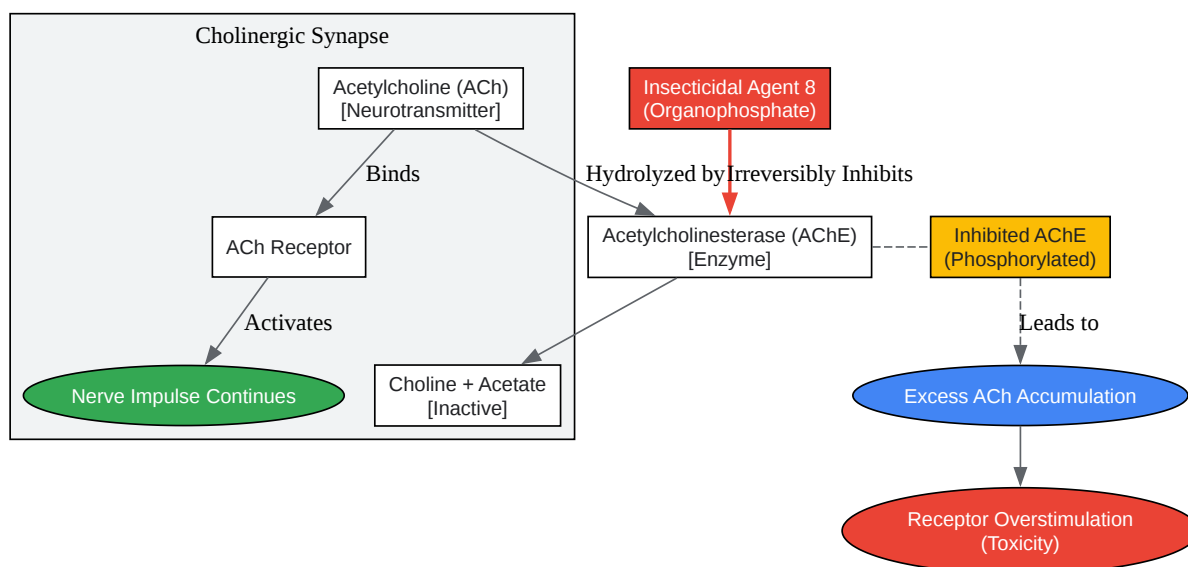 Cholinergic Synapse
Acetylcholine (ACh)
[Neurotransmitter]
Insecticidal Agent 8
(Organophosphate)
Binds
Hydrolyzed by
Irreversibly Inhibits
ACh Receptor
Acetylcholinesterase (AChE)
[Enzyme]
Inhibited AChE
(Phosphorylated)
Activates
Leads to
Nerve Impulse Continues
Choline + Acetate
[Inactive]
Excess ACh Accumulation
Receptor Overstimulation
(Toxicity)